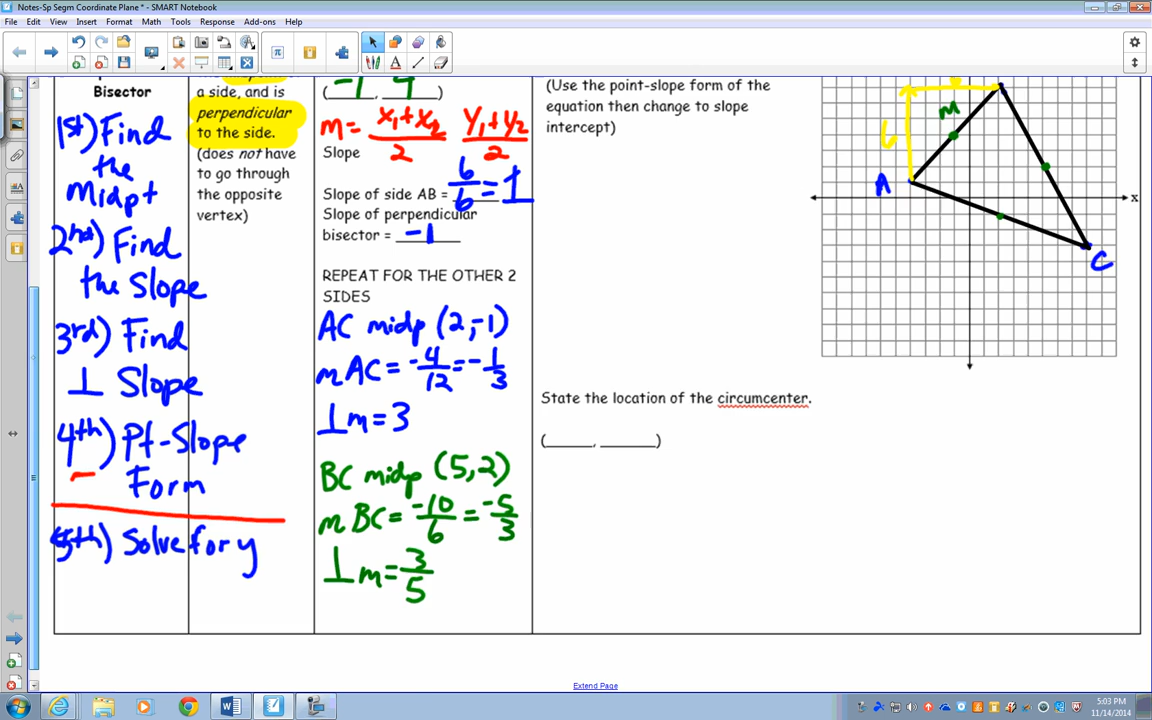 Notes-Sp Segm Coordinate Plane * - SMART Notebook
File Edit View Insert Format Math Tools Response Add-ons Help
Bisector
1st) Find
the
Midpt
2nd) Find
the Slope
3rd) Find
⊥ Slope
4th) Pt-Slope
Form
5th) Solve for y
a side, and is
perpendicular
to the side.
(does not have
to go through
the opposite
vertex)
(-1, 4)
m = x₁+x₂/2 y₁+y₂/2
Slope
Slope of side AB = 6/6 = 1
Slope of perpendicular
bisector = -1
REPEAT FOR THE OTHER 2
SIDES
AC midp (2,-1)
mAC = -4/12 = -1/3
⊥m = 3
BC midp (5,2)
mBC = -10/6 = -5/3
⊥m = 3/5
(Use the point-slope form of the
equation then change to slope
intercept)
State the location of the circumcenter.
(_____, ______)
M
6
A
x
C
Extend Page
5:03 PM
11/14/2014